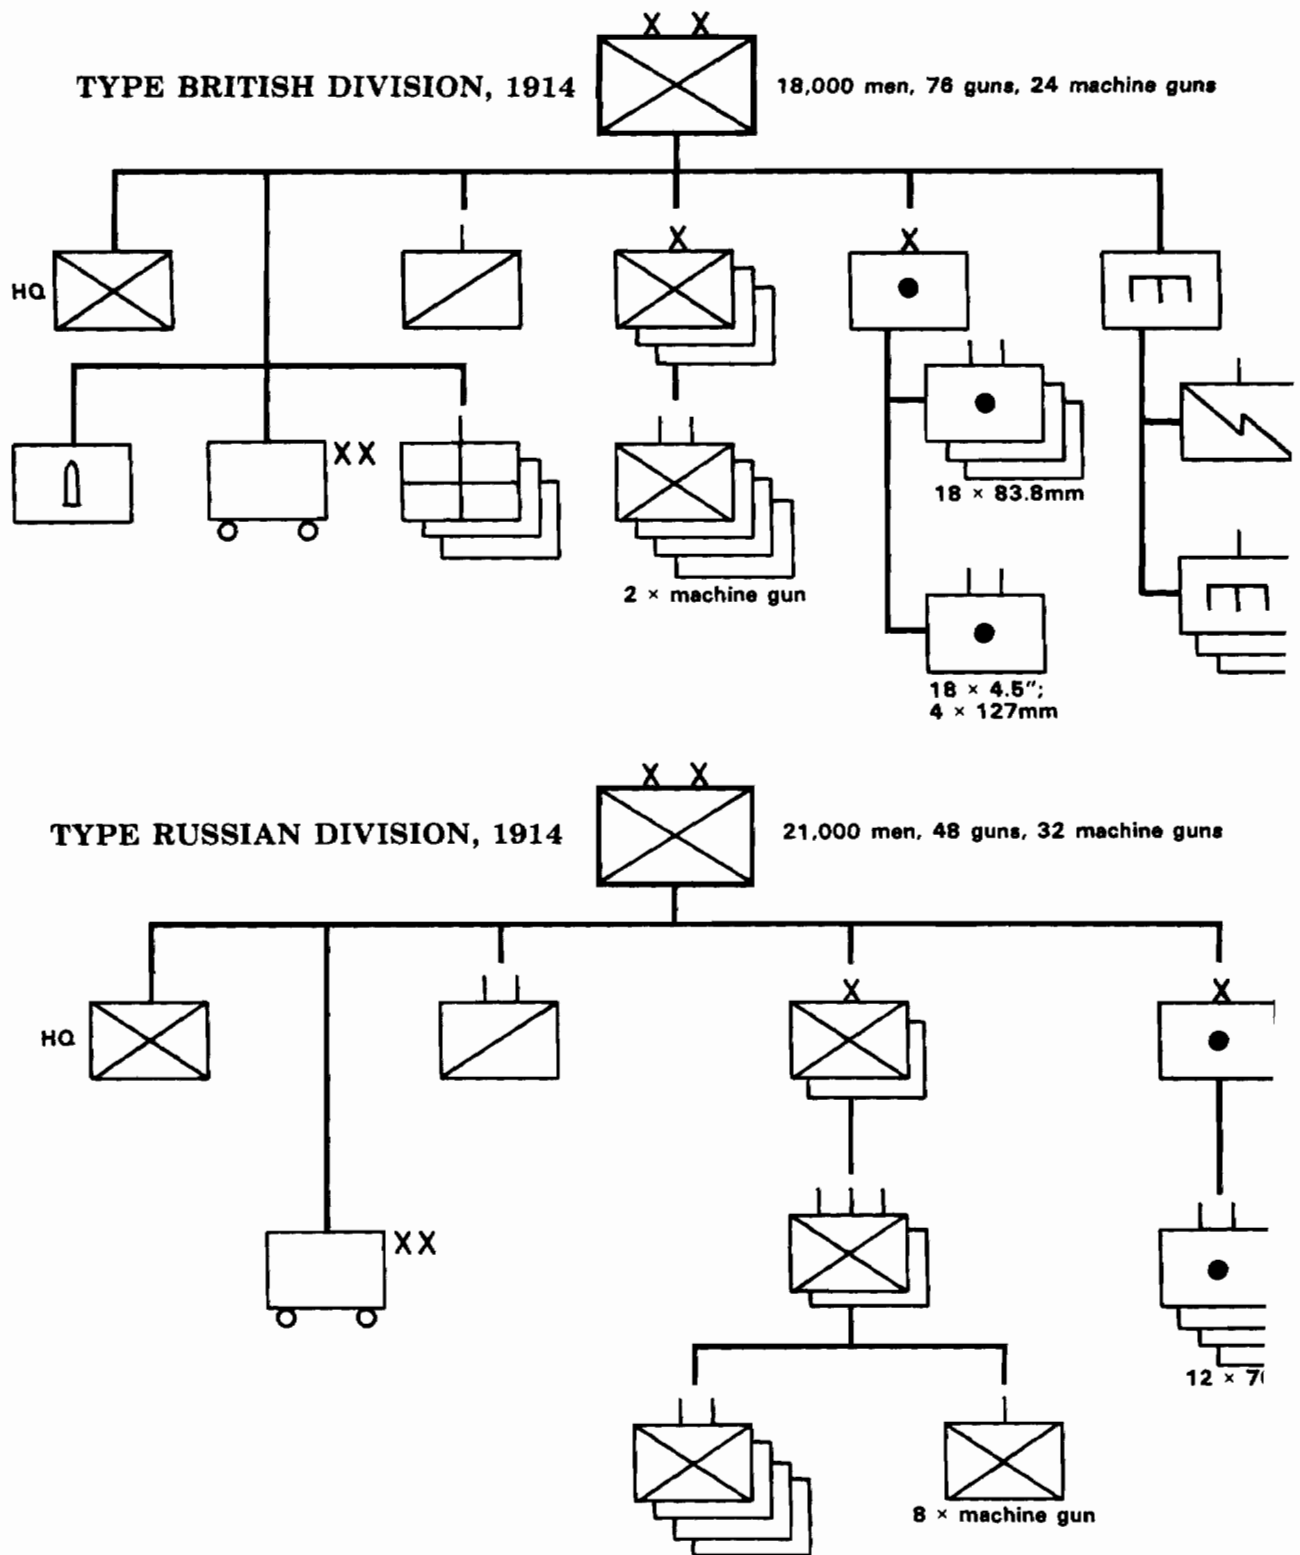 X X
TYPE BRITISH DIVISION, 1914
18,000 men, 76 guns, 24 machine guns
X
X
HQ
XX
18 × 83.8mm
2 × machine gun
18 × 4.5";
4 × 127mm
X X
TYPE RUSSIAN DIVISION, 1914
21,000 men, 48 guns, 32 machine guns
X
X
HQ
XX
12 ×
8 × machine gun